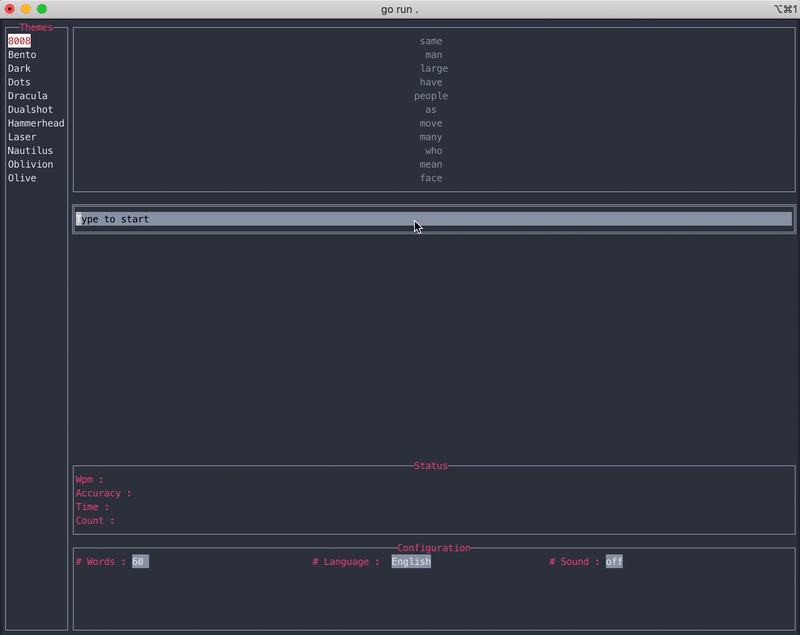 go run .
⌥⌘1
Themes
8008
Bento
Dark
Dots
Dracula
Dualshot
Hammerhead
Laser
Nautilus
Oblivion
Olive
same
man
large
have
people
as
move
many
who
mean
face
Type to start
Status
Wpm :
Accuracy :
Time :
Count :
Configuration
# Words : 60 # Language : English # Sound : off